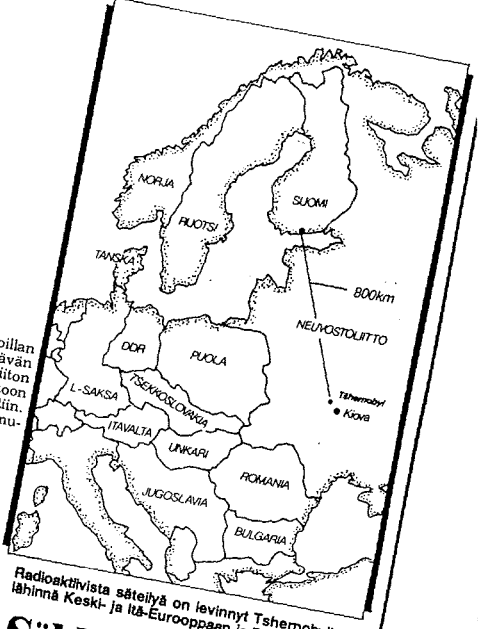 NORJA
SUOMI
RUOTSI
TANSKA
800km
NEUVOSTOLIITTO
DDR
PUOLA
Tshernobyl
Kiova
L-SAKSA
TSEKKOSLOVAKIA
ITAVALTA
UNKARI
ROMANIA
JUGOSLAVIA
BULGARIA
Radioaktiivista säteilyä on levinnyt
lähinnä Keski- ja Itä-Eurooppaan